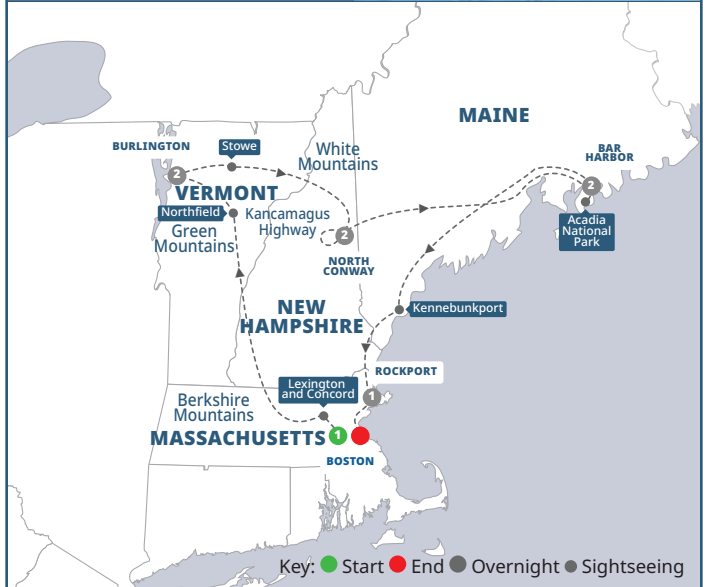 MAINE
BURLINGTON
Stowe
White
Mountains
BAR
HARBOR
2
2
VERMONT
Northfield
Kancamagus
Highway
Green
Mountains
2
Acadia
National
Park
NORTH
CONWAY
NEW
HAMPSHIRE
Kennebunkport
ROCKPORT
Lexington
and Concord
1
Berkshire
Mountains
MASSACHUSETTS
1
BOSTON
Key: Start End Overnight Sightseeing